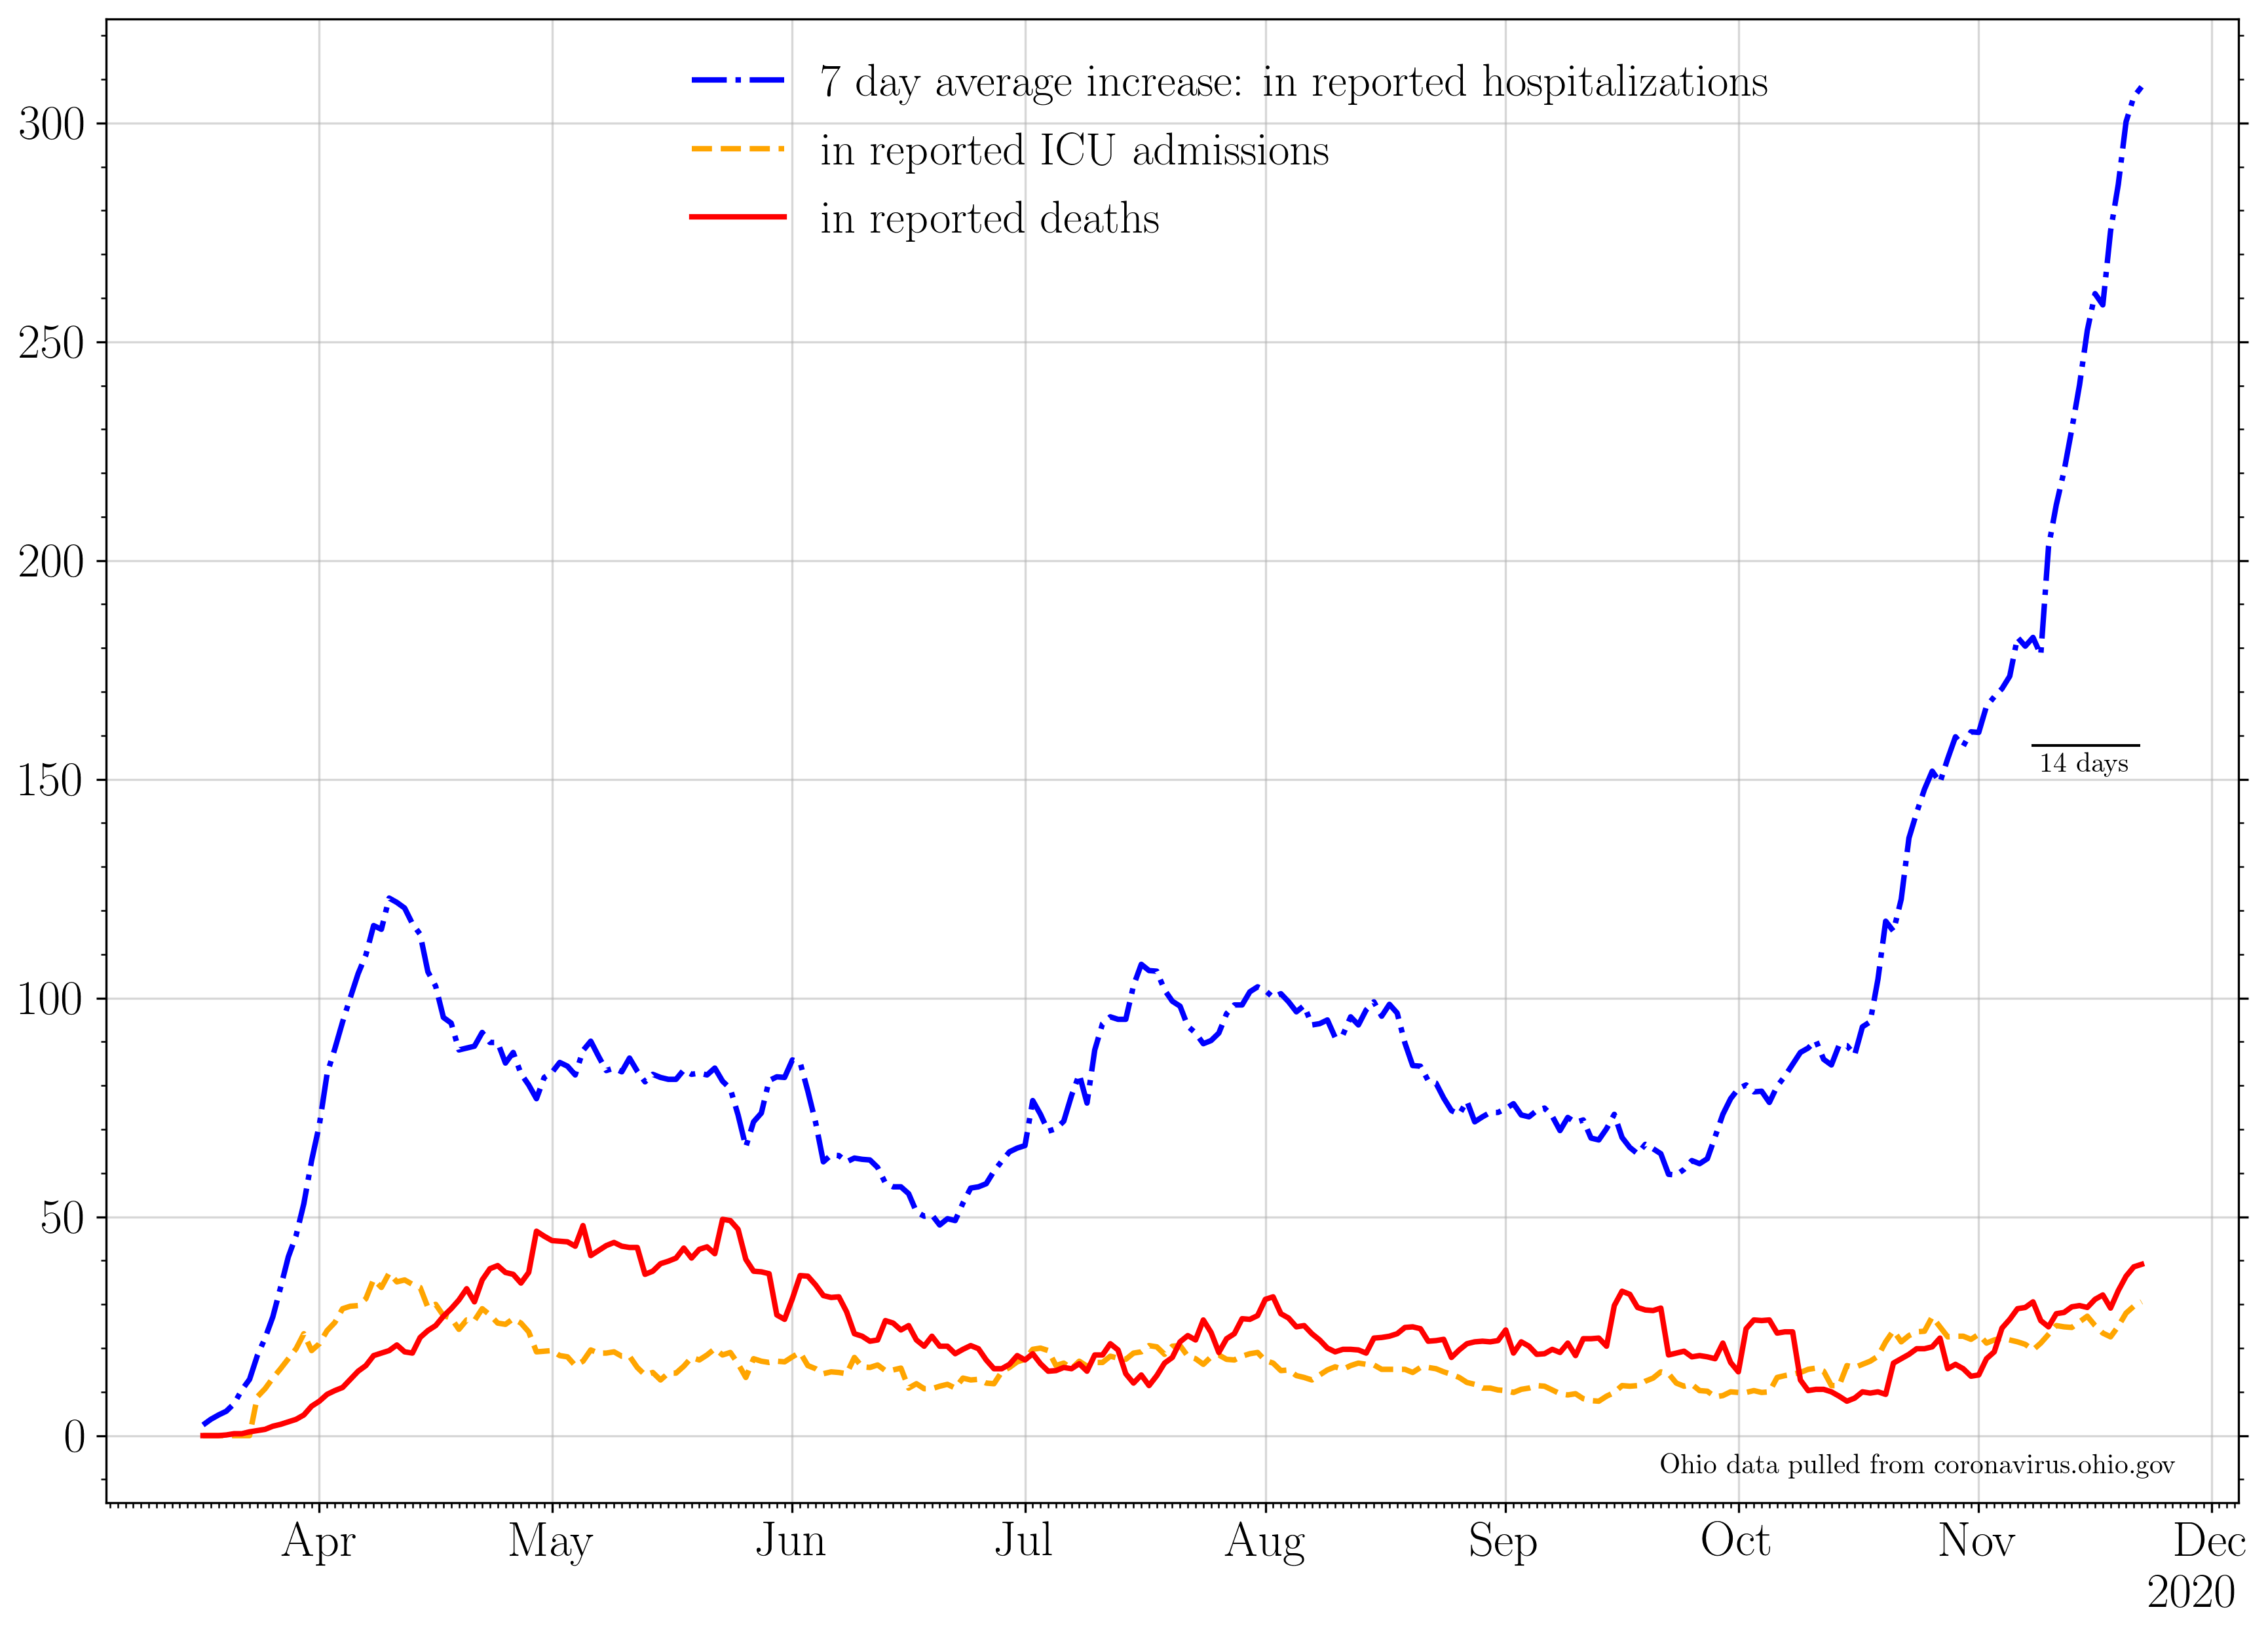 7 day average increase: in reported hospitalizations
in reported ICU admissions
in reported deaths
300
250
200
150
100
50
0
14 days
Ohio data pulled from coronavirus.ohio.gov
Apr May Jun Jul Aug Sep Oct Nov Dec
2020